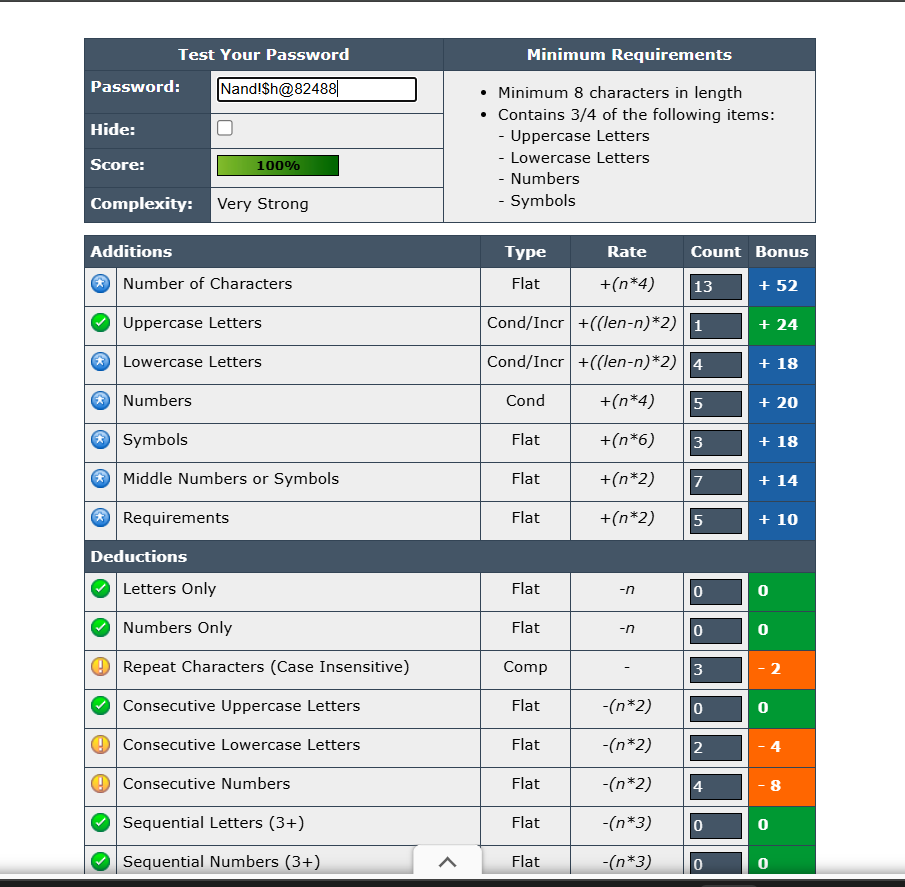 Test Your Password
Minimum Requirements
Password:
Nand!$h@82488
Hide:
Score:
100%
Complexity:
Very Strong
• Minimum 8 characters in length
• Contains 3/4 of the following items:
- Uppercase Letters
- Lowercase Letters
- Numbers
- Symbols
Additions Type Rate Count Bonus
Number of Characters Flat +(n*4) 13 + 52
Uppercase Letters Cond/Incr +((len-n)*2) 1 + 24
Lowercase Letters Cond/Incr +((len-n)*2) 4 + 18
Numbers Cond +(n*4) 5 + 20
Symbols Flat +(n*6) 3 + 18
Middle Numbers or Symbols Flat +(n*2) 7 + 14
Requirements Flat +(n*2) 5 + 10
Deductions
Letters Only Flat -n 0 0
Numbers Only Flat -n 0 0
Repeat Characters (Case Insensitive) Comp - 3 - 2
Consecutive Uppercase Letters Flat -(n*2) 0 0
Consecutive Lowercase Letters Flat -(n*2) 2 - 4
Consecutive Numbers Flat -(n*2) 4 - 8
Sequential Letters (3+) Flat -(n*3) 0 0
Sequential Numbers (3+) Flat -(n*3) 0 0